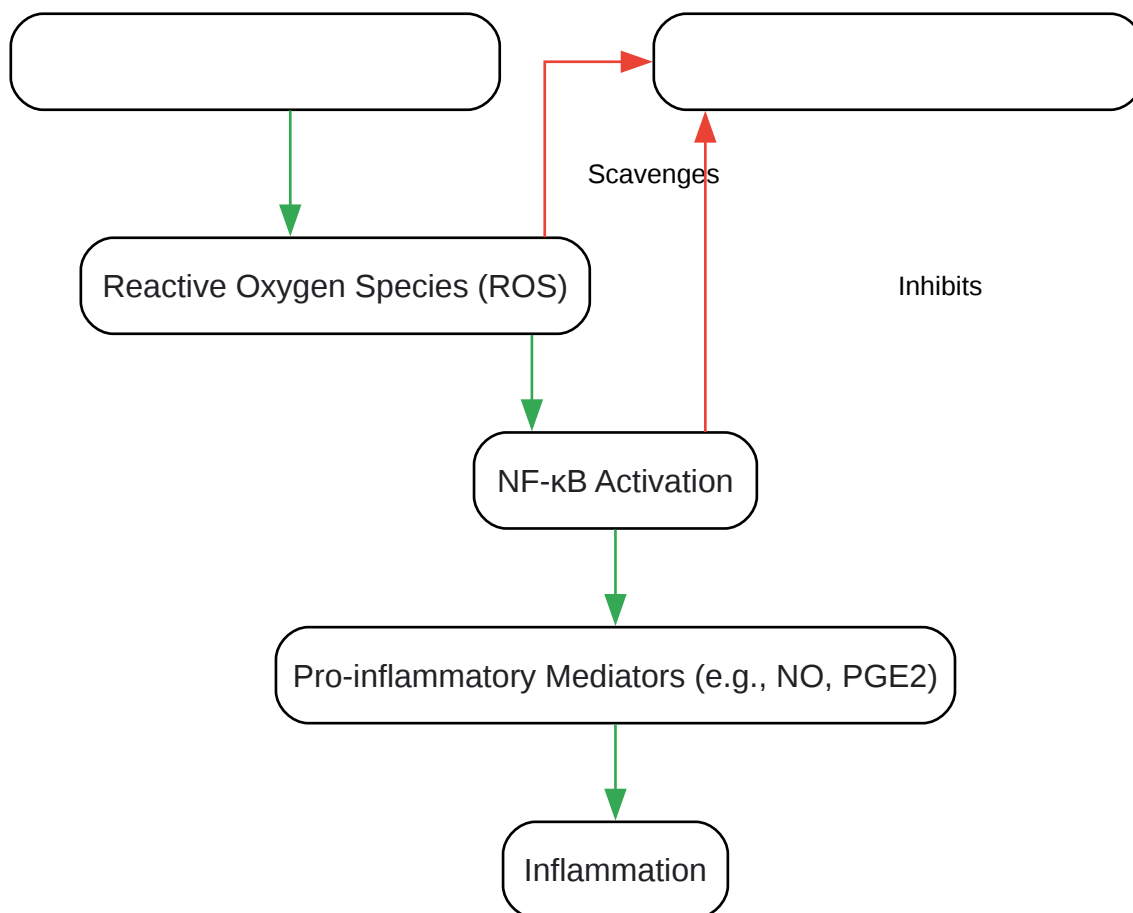 Scavenges
Reactive Oxygen Species (ROS)
Inhibits
NF-κB Activation
Pro-inflammatory Mediators (e.g., NO, PGE2)
Inflammation